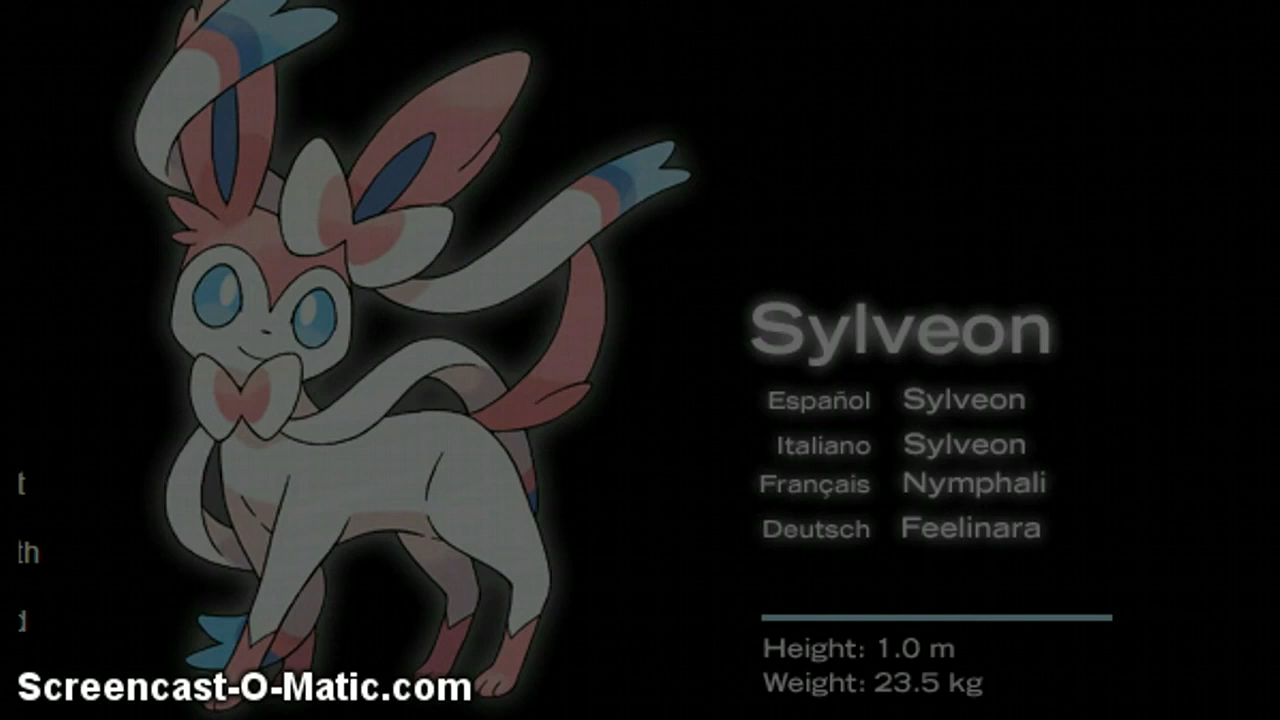 Sylveon
Español Sylveon
Italiano Sylveon
Français Nymphali
Deutsch Feelinara
Height: 1.0 m
Weight: 23.5 kg
t
th
Screencast-O-Matic.com